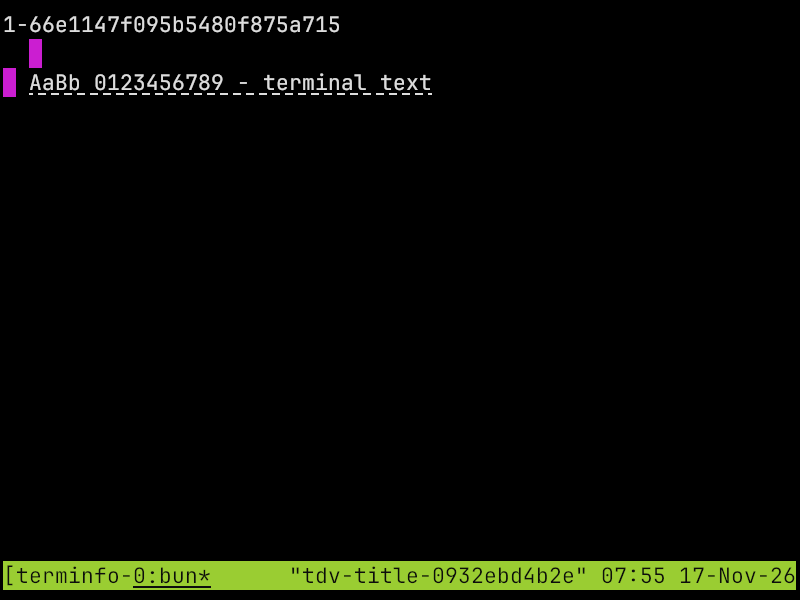 1-66e1147f095b5480f875a715
AaBb 0123456789 - terminal text
[terminfo-0:bun*      "tdv-title-0932ebd4b2e" 07:55 17-Nov-26